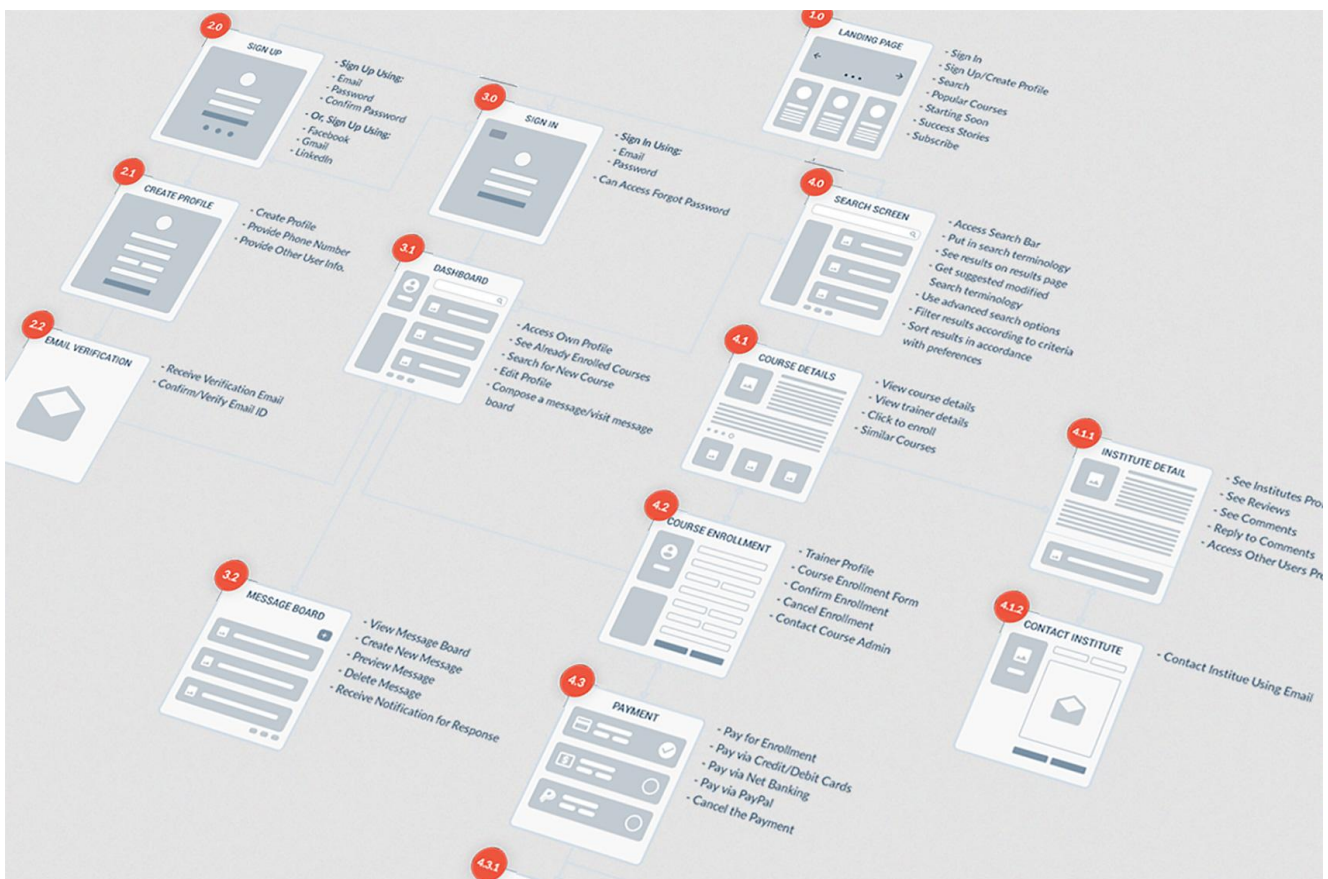 2.0
SIGN UP
- Sign Up Using:
- Email
- Password
- Confirm Password
- Or, Sign Up Using:
- Facebook
- Gmail
- LinkedIn
1.0
LANDING PAGE
- Sign In
- Sign Up/Create Profile
- Search
- Popular Courses
- Starting Soon
- Success Stories
- Subscribe
3.0
SIGN IN
- Sign In Using:
- Email
- Password
- Can Access Forgot Password
2.1
CREATE PROFILE
- Create Profile
- Provide Phone Number
- Provide Other User Info.
4.0
SEARCH SCREEN
- Access Search Bar
- Put in search terminology
- See results on results page
- Get suggested modified
Search terminology
- Use advanced search options
- Filter results according to criteria
- Sort results in accordance
with preferences
3.1
DASHBOARD
- Access Own Profile
- See Already Enrolled Courses
- Search for New Course
- Edit Profile
- Compose a message/visit message
board
2.2
EMAIL VERIFICATION
- Receive Verification Email
- Confirm/Verify Email ID
4.1
COURSE DETAILS
- View course details
- View trainer details
- Click to enroll
- Similar Courses
4.1.1
INSTITUTE DETAIL
- See Institutes
- See Reviews
- See Comments
- Reply to Comments
- Access Other Users
4.2
COURSE ENROLLMENT
- Trainer Profile
- Course Enrollment Form
- Confirm Enrollment
- Cancel Enrollment
- Contact Course Admin
3.2
MESSAGE BOARD
- View Message Board
- Create New Message
- Preview Message
- Delete Message
- Receive Notification for Response
4.1.2
CONTACT INSTITUTE
- Contact Institue Using Email
4.3
PAYMENT
- Pay for Enrollment
- Pay via Credit/Debit Cards
- Pay via Net Banking
- Pay via PayPal
- Cancel the Payment
4.3.1